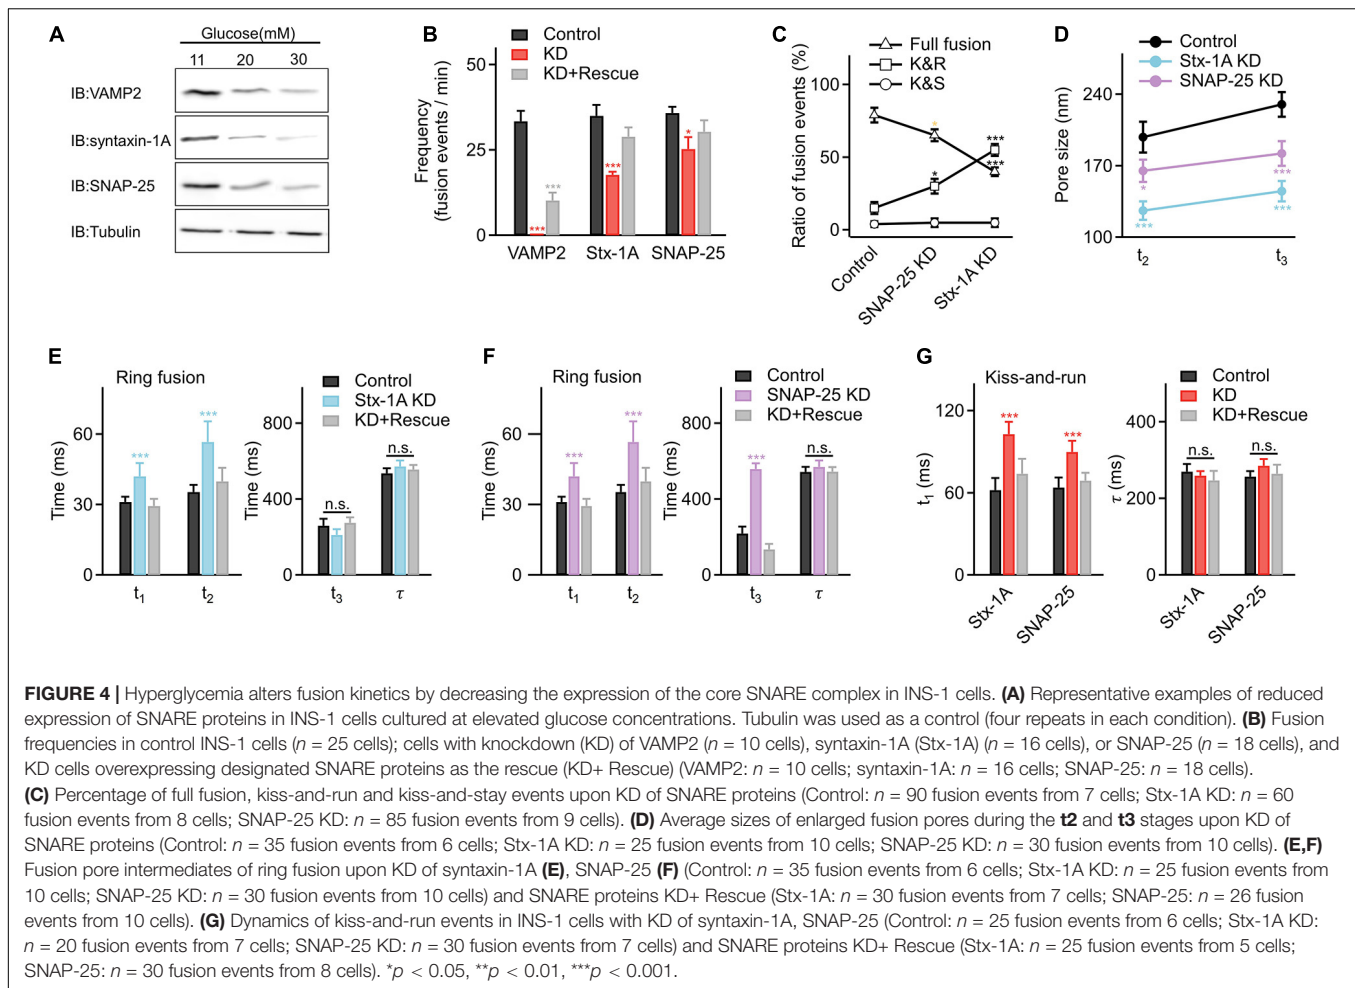 A
Glucose(mM)
11 20 30
IB:VAMP2
IB:syntaxin-1A
IB:SNAP-25
IB:Tubulin
B
Control
KD
KD+Rescue
Frequency
(fusion events / min)
50
25
0
***
***
***
*
VAMP2 Stx-1A SNAP-25
C
Full fusion
K&R
K&S
Ratio of fusion events (%)
100
50
0
*
*
***
***
Control
SNAP-25 KD
Stx-1A KD
D
Control
Stx-1A KD
SNAP-25 KD
Pore size (nm)
240
170
100
*
***
***
***
t2 t3
E
Ring fusion
Control
Stx-1A KD
KD+Rescue
Time (ms)
60
30
0
***
***
t1 t2
Time (ms)
800
400
0
n.s.
n.s.
t3 τ
F
Ring fusion
Control
SNAP-25 KD
KD+Rescue
Time (ms)
60
30
0
***
***
t1 t2
Time (ms)
800
400
0
***
n.s.
t3 τ
G
Kiss-and-run
Control
KD
KD+Rescue
t1 (ms)
120
60
0
***
***
Stx-1A
SNAP-25
τ (ms)
400
200
0
n.s.
n.s.
Stx-1A
SNAP-25
FIGURE 4 | Hyperglycemia alters fusion kinetics by decreasing the expression of the core SNARE complex in INS-1 cells. (A) Representative examples of reduced
expression of SNARE proteins in INS-1 cells cultured at elevated glucose concentrations. Tubulin was used as a control (four repeats in each condition). (B) Fusion
frequencies in control INS-1 cells (n = 25 cells); cells with knockdown (KD) of VAMP2 (n = 10 cells), syntaxin-1A (Stx-1A) (n = 16 cells), or SNAP-25 (n = 18 cells), and
KD cells overexpressing designated SNARE proteins as the rescue (KD+ Rescue) (VAMP2: n = 10 cells; syntaxin-1A: n = 16 cells; SNAP-25: n = 18 cells).
(C) Percentage of full fusion, kiss-and-run and kiss-and-stay events upon KD of SNARE proteins (Control: n = 90 fusion events from 7 cells; Stx-1A KD: n = 60
fusion events from 8 cells; SNAP-25 KD: n = 85 fusion events from 9 cells). (D) Average sizes of enlarged fusion pores during the t2 and t3 stages upon KD of
SNARE proteins (Control: n = 35 fusion events from 6 cells; Stx-1A KD: n = 25 fusion events from 10 cells; SNAP-25 KD: n = 30 fusion events from 10 cells). (E,F)
Fusion pore intermediates of ring fusion upon KD of syntaxin-1A (E), SNAP-25 (F) (Control: n = 35 fusion events from 6 cells; Stx-1A KD: n = 25 fusion events from
10 cells; SNAP-25 KD: n = 30 fusion events from 10 cells) and SNARE proteins KD+ Rescue (Stx-1A: n = 30 fusion events from 7 cells; SNAP-25: n = 26 fusion
events from 10 cells). (G) Dynamics of kiss-and-run events in INS-1 cells with KD of syntaxin-1A, SNAP-25 (Control: n = 25 fusion events from 6 cells; Stx-1A KD:
n = 20 fusion events from 7 cells; SNAP-25 KD: n = 30 fusion events from 7 cells) and SNARE proteins KD+ Rescue (Stx-1A: n = 25 fusion events from 5 cells;
SNAP-25: n = 30 fusion events from 8 cells). *p < 0.05, **p < 0.01, ***p < 0.001.